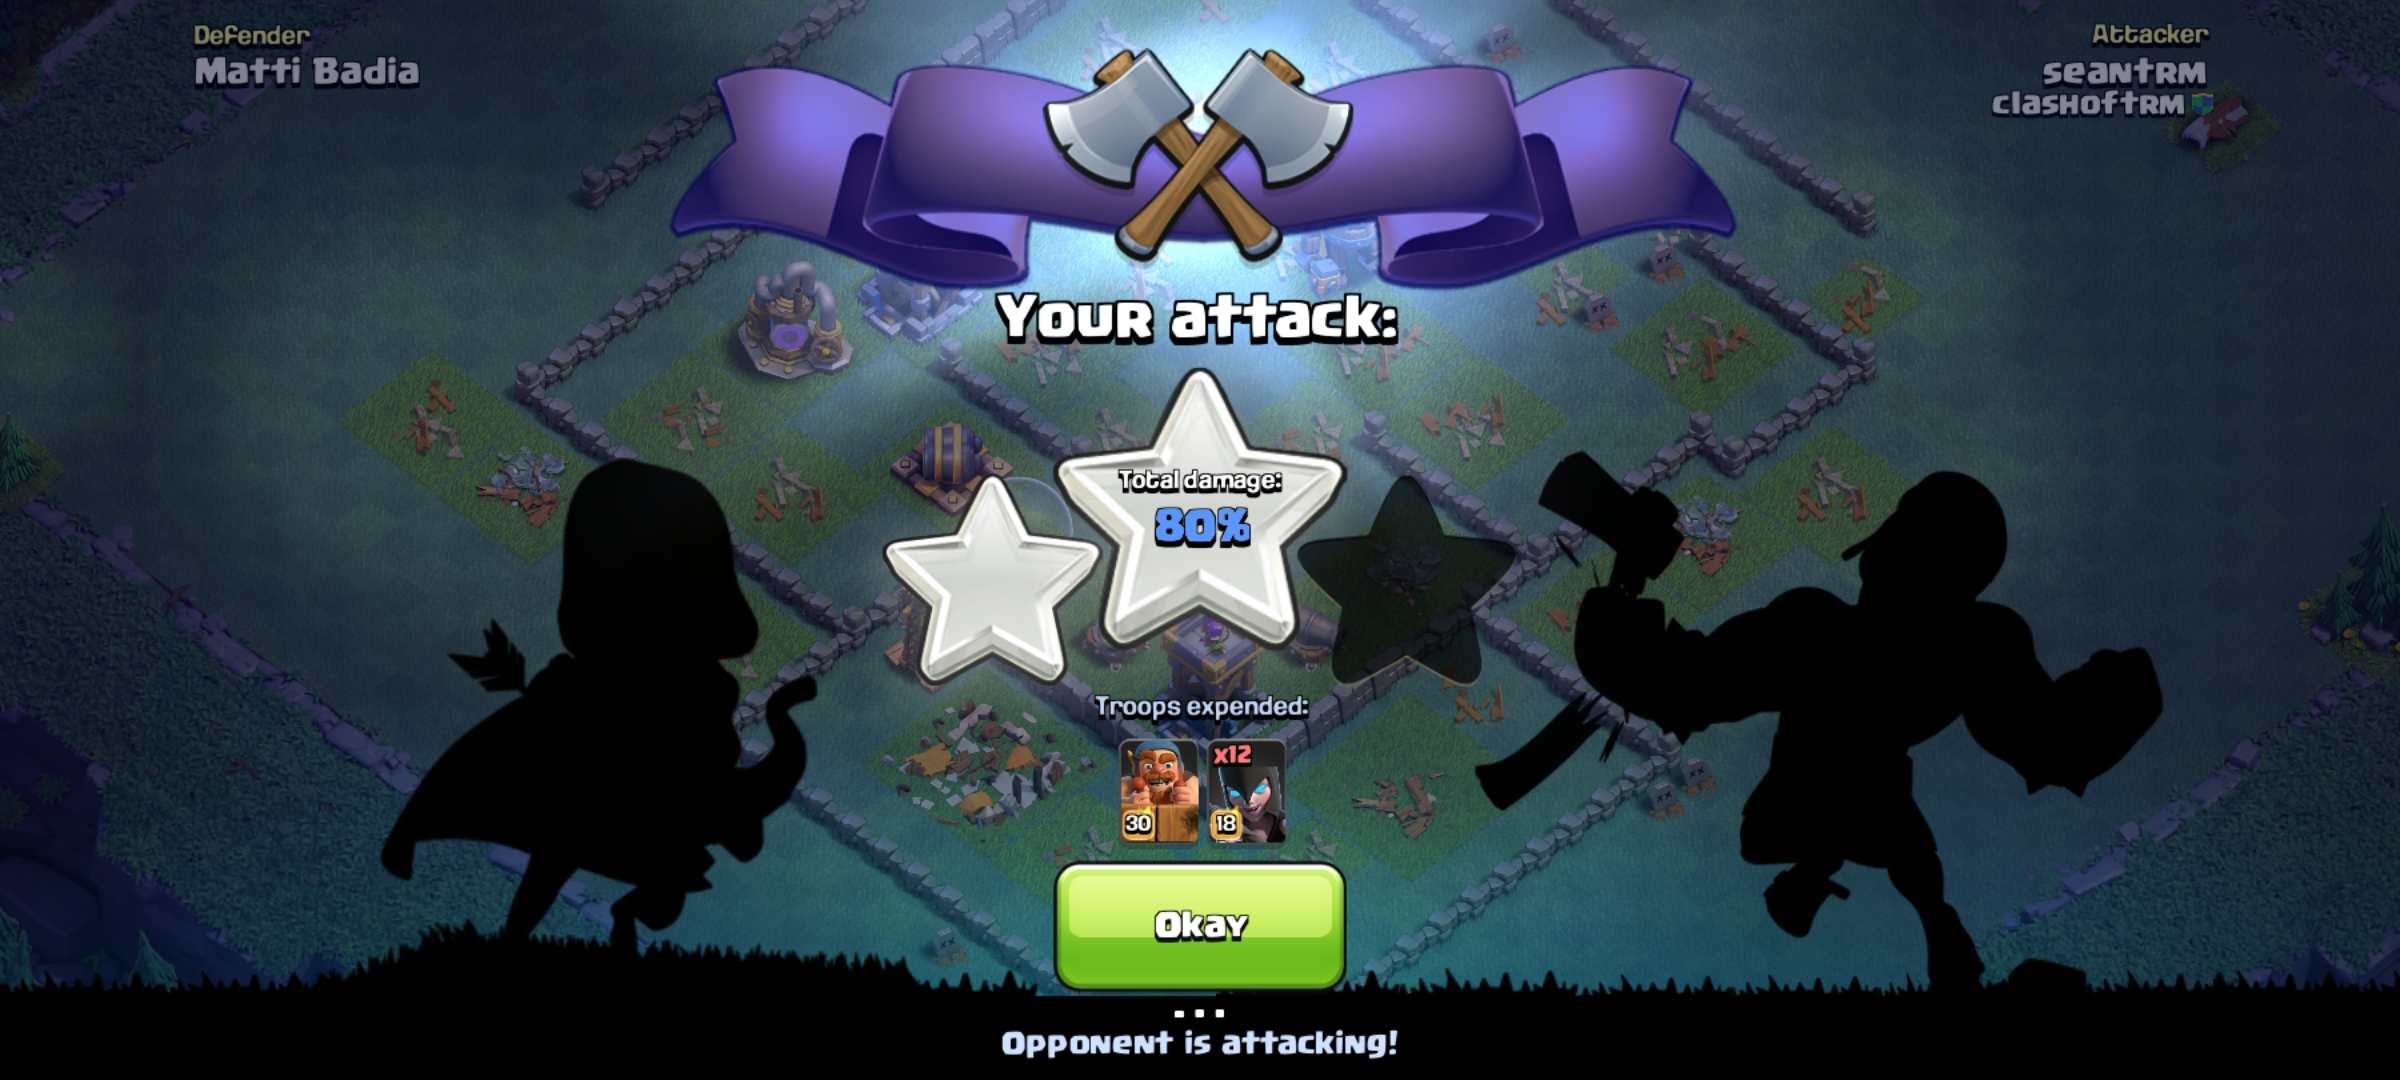 Defender
Matti Badia
Attacker
seantRM
clashoftRM
Your attack:
Total damage:
80%
Troops expended:
30
x12
18
Okay
...
Opponent is attacking!